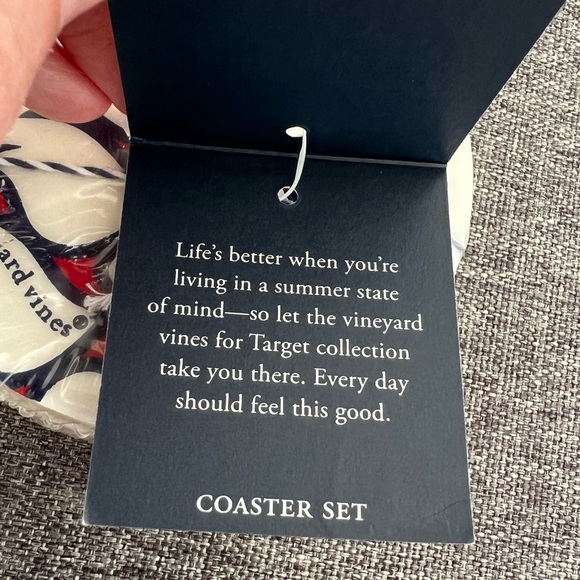 Life's better when you're
living in a summer state
of mind—so let the vineyard
vines for Target collection
take you there. Every day
should feel this good.
COASTER SET
vines®